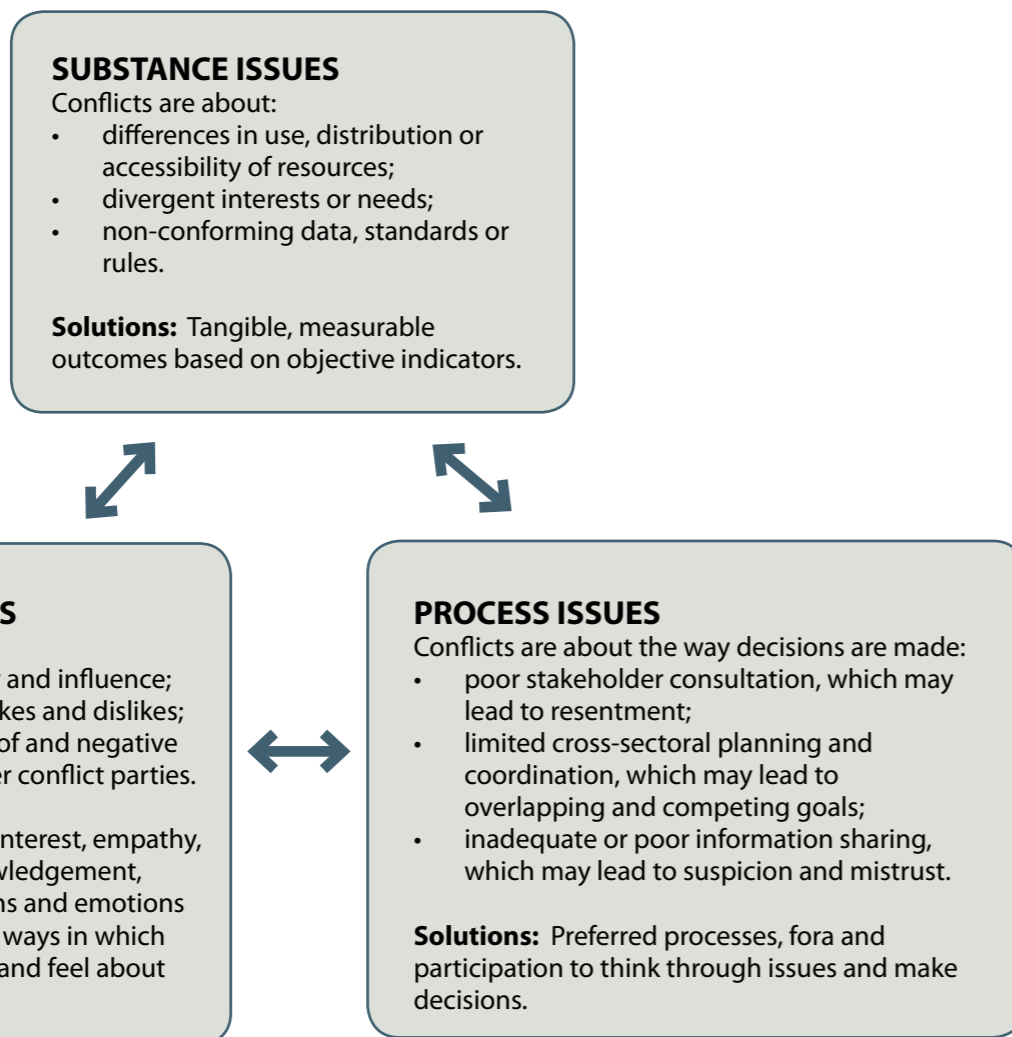 SUBSTANCE ISSUES
Conflicts are about:
• differences in use, distribution or
accessibility of resources;
• divergent interests or needs;
• non-conforming data, standards or
rules.
Solutions: Tangible, measurable
outcomes based on objective indicators.
S
and influence;
kes and dislikes;
of and negative
er conflict parties.
nterest, empathy,
wledgement,
ns and emotions
ways in which
and feel about
PROCESS ISSUES
Conflicts are about the way decisions are made:
• poor stakeholder consultation, which may
lead to resentment;
• limited cross-sectoral planning and
coordination, which may lead to
overlapping and competing goals;
• inadequate or poor information sharing,
which may lead to suspicion and mistrust.
Solutions: Preferred processes, fora and
participation to think through issues and make
decisions.